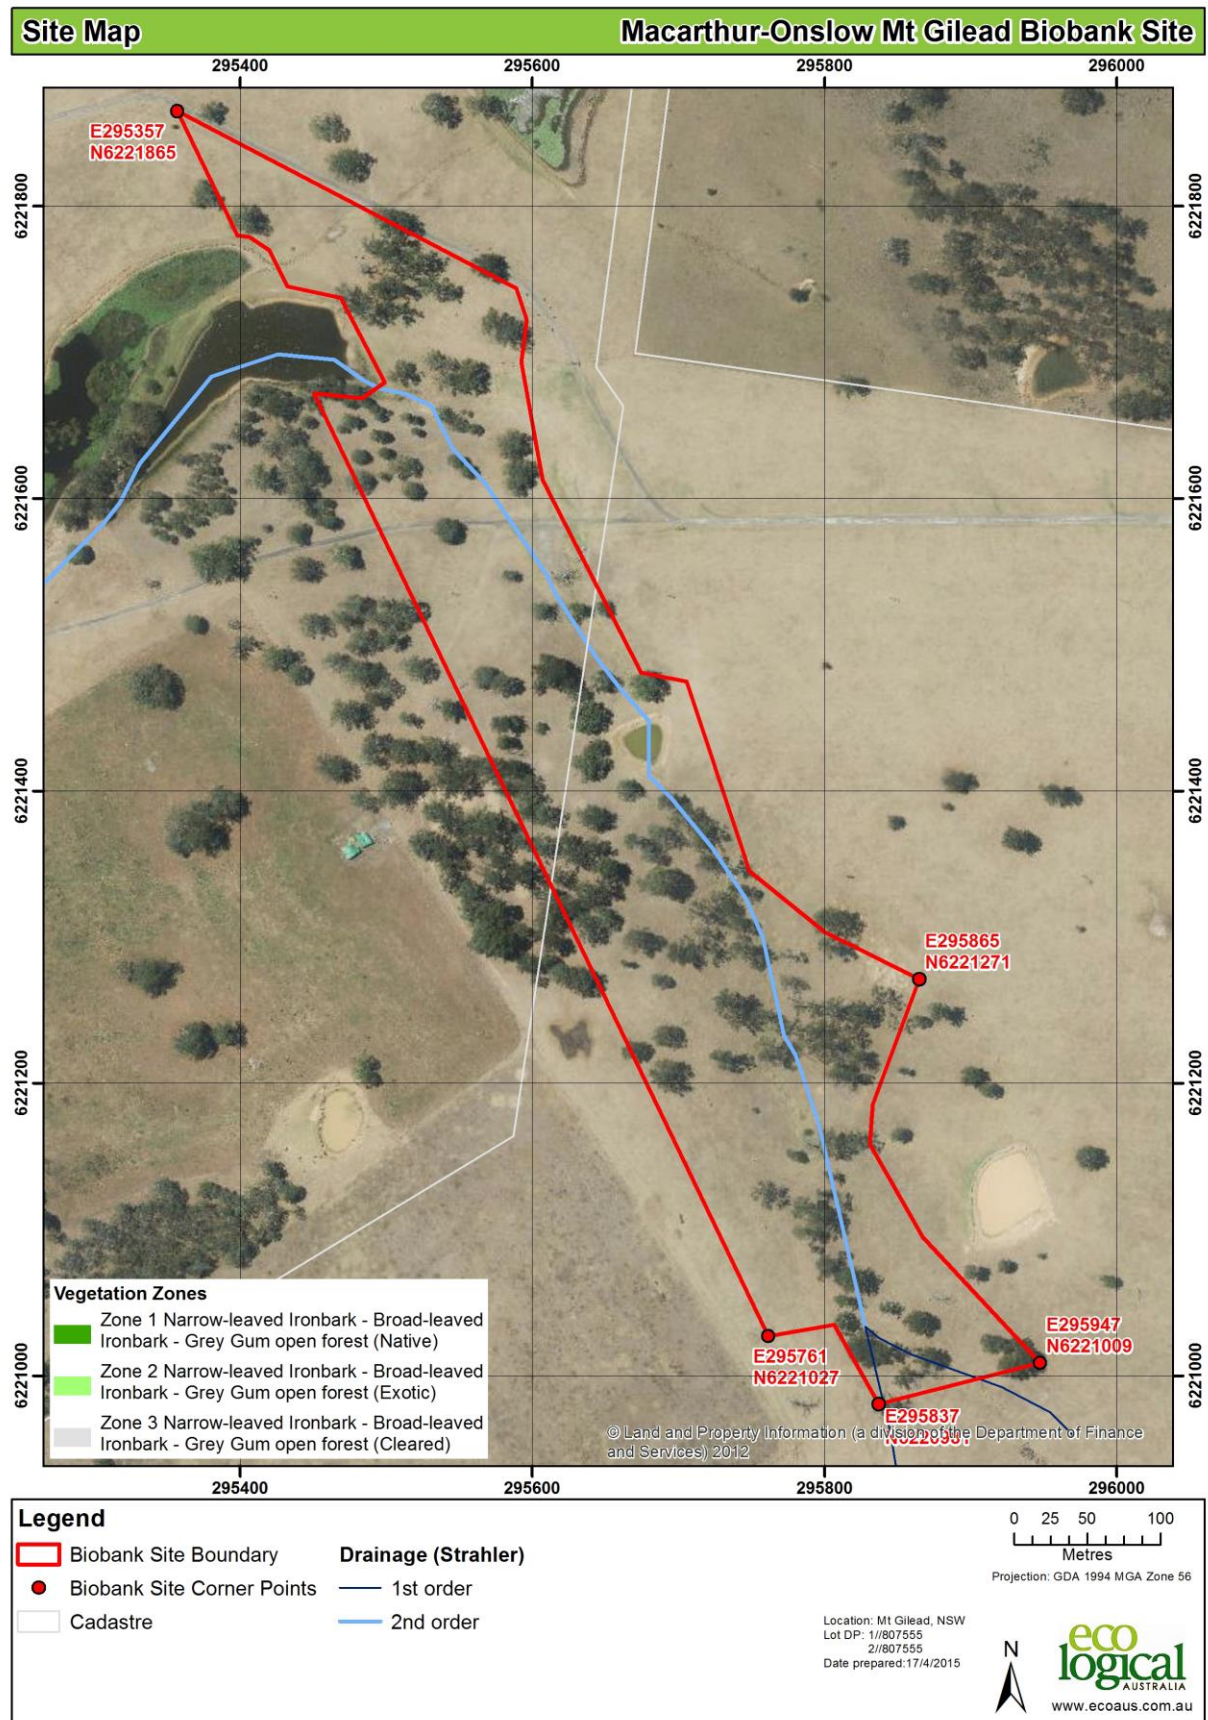 Site Map
Macarthur-Onslow Mt Gilead Biobank Site
295400 295600 295800 296000
E295357
N6221865
6221800 6221800
6221600 6221600
6221400 6221400
E295865
N6221271
6221200 6221200
E295947
N6221009
E295761
N6221027
6221000 6221000
E295837
Vegetation Zones
Zone 1 Narrow-leaved Ironbark - Broad-leaved
Ironbark - Grey Gum open forest (Native)
Zone 2 Narrow-leaved Ironbark - Broad-leaved
Ironbark - Grey Gum open forest (Exotic)
Zone 3 Narrow-leaved Ironbark - Broad-leaved
Ironbark - Grey Gum open forest (Cleared)
© Land and Property Information (a division of the Department of Finance
and Services) 2012
295400 295600 295800 296000
Legend
Biobank Site Boundary
Biobank Site Corner Points
Cadastre
Drainage (Strahler)
1st order
2nd order
0 25 50 100
Metres
Projection: GDA 1994 MGA Zone 56
Location: Mt Gilead, NSW
Lot DP: 1//807555
2//807555
Date prepared:17/4/2015
N
eco
logical
AUSTRALIA
www.ecoaus.com.au